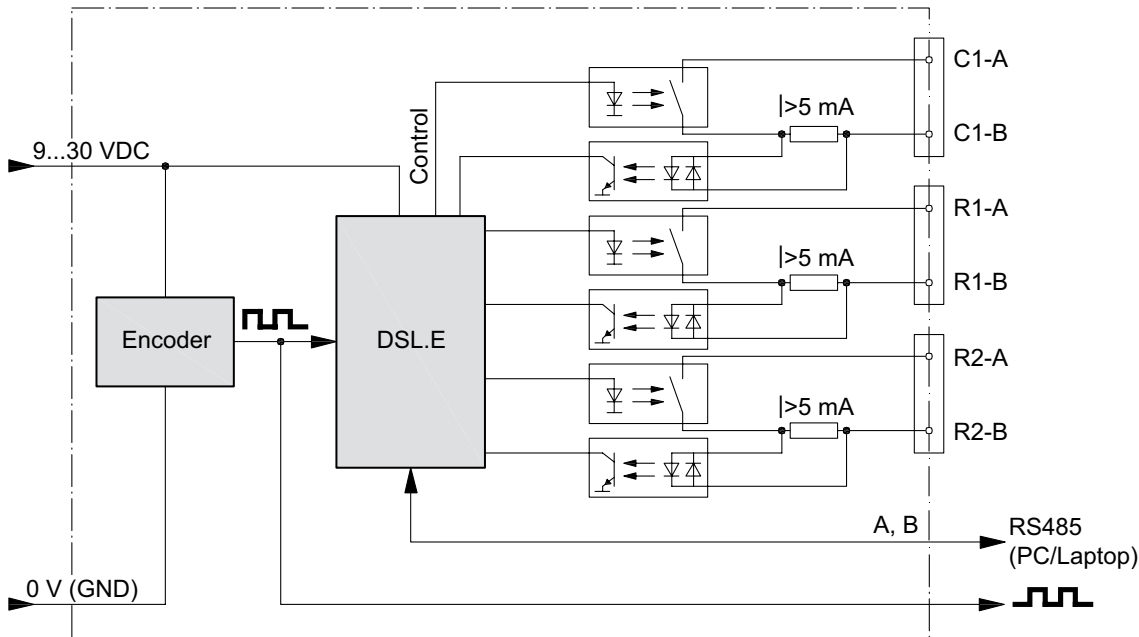 C1-A
|>5 mA
C1-B
Control
9...30 VDC
R1-A
|>5 mA
R1-B
Encoder
DSL.E
R2-A
|>5 mA
R2-B
A, B
RS485
(PC/Laptop)
0 V (GND)